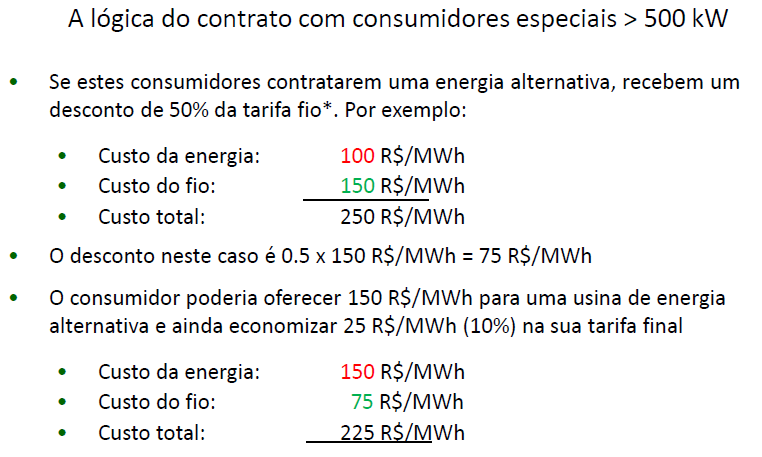 A lógica do contrato com consumidores especiais > 500 kW
• Se estes consumidores contratarem uma energia alternativa, recebem um
desconto de 50% da tarifa fio*. Por exemplo:
• Custo da energia: 100 R$/MWh
• Custo do fio: 150 R$/MWh
• Custo total: 250 R$/MWh
• O desconto neste caso é 0.5 x 150 R$/MWh = 75 R$/MWh
• O consumidor poderia oferecer 150 R$/MWh para uma usina de energia
alternativa e ainda economizar 25 R$/MWh (10%) na sua tarifa final
• Custo da energia: 150 R$/MWh
• Custo do fio: 75 R$/MWh
• Custo total: 225 R$/MWh